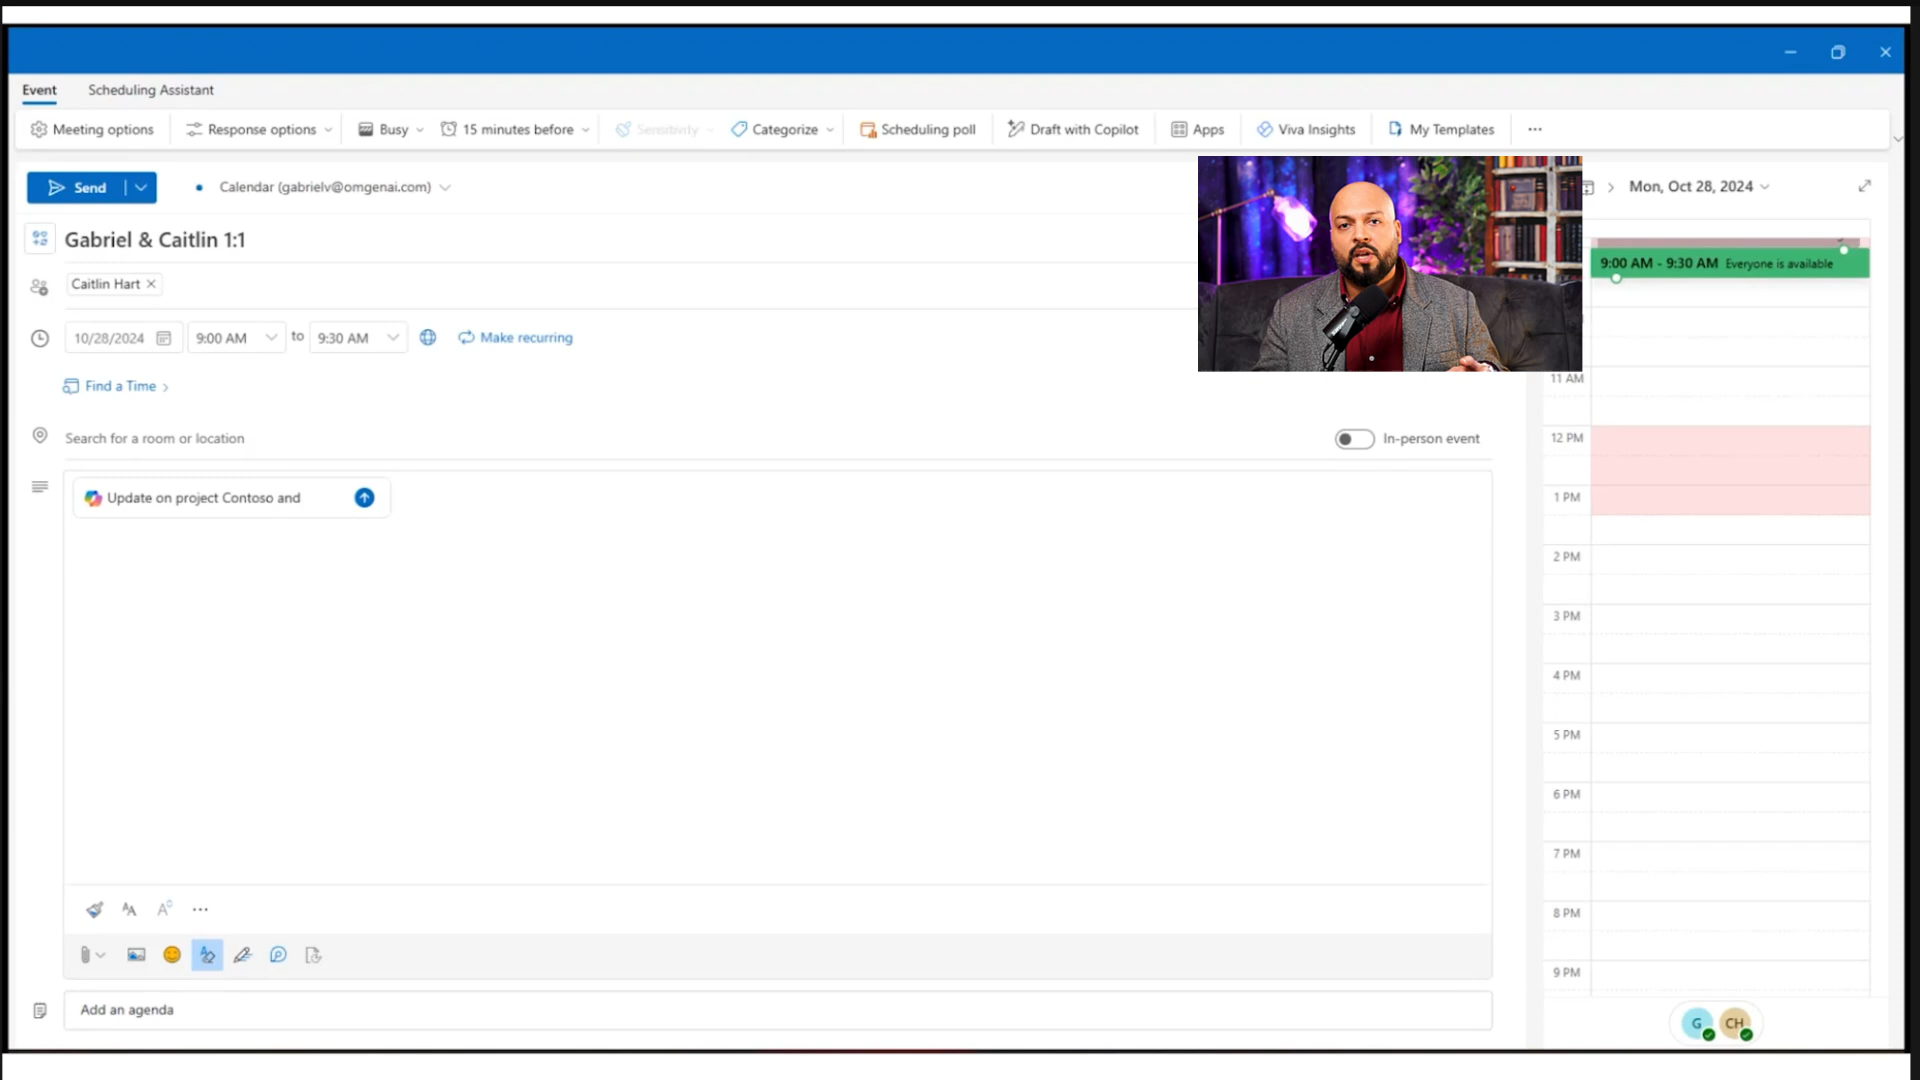 Event Scheduling Assistant
Meeting options Response options Busy 15 minutes before Sensitivity Categorize Scheduling poll Draft with Copilot Apps Viva Insights My Templates ...
Send Calendar (gabrielv@omgenai.com) Mon, Oct 28, 2024
Gabriel & Caitlin 1:1
9:00 AM - 9:30 AM Everyone is available
Caitlin Hart
10/28/2024 9:00 AM to 9:30 AM Make recurring
Find a Time
11 AM
Search for a room or location In-person event
12 PM
Update on project Contoso and
1 PM
2 PM
3 PM
4 PM
5 PM
6 PM
7 PM
8 PM
9 PM
Add an agenda
G CH